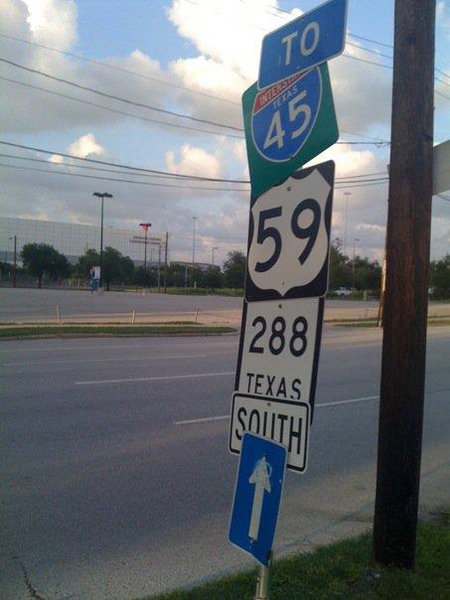 TO
INTERSTATE
TEXAS
45
59
288
TEXAS
SOUTH